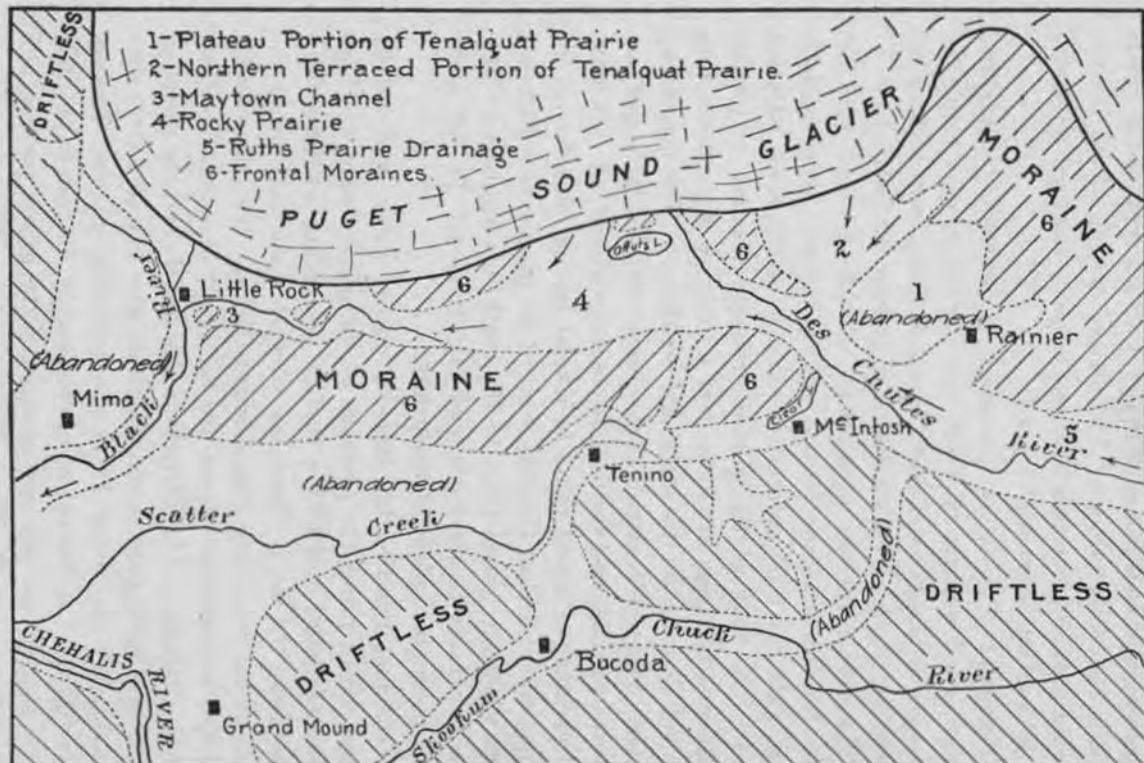 1-Plateau Portion of Tenalquat Prairie
2-Northern Terraced Portion of Tenalquat Prairie.
3-Maytown Channel
4-Rocky Prairie
5-Ruths Prairie Drainage
6-Frontal Moraines.
DRIFTLESS
PUGET SOUND GLACIER
MORAINE
6
Offuts L
6
6
2
1
(Abandoned)
Rainier
River
Little Rock
3
4
Des Chutes River
(Abandoned)
MORAINE
6
6
Clear
Mima
Black
McIntosh
5
Tenino
(Abandoned)
Scatter Creek
(Abandoned)
DRIFTLESS
DRIFTLESS
CHEHALIS RIVER
Bucoda
Skookum Chuck River
Grand Mound